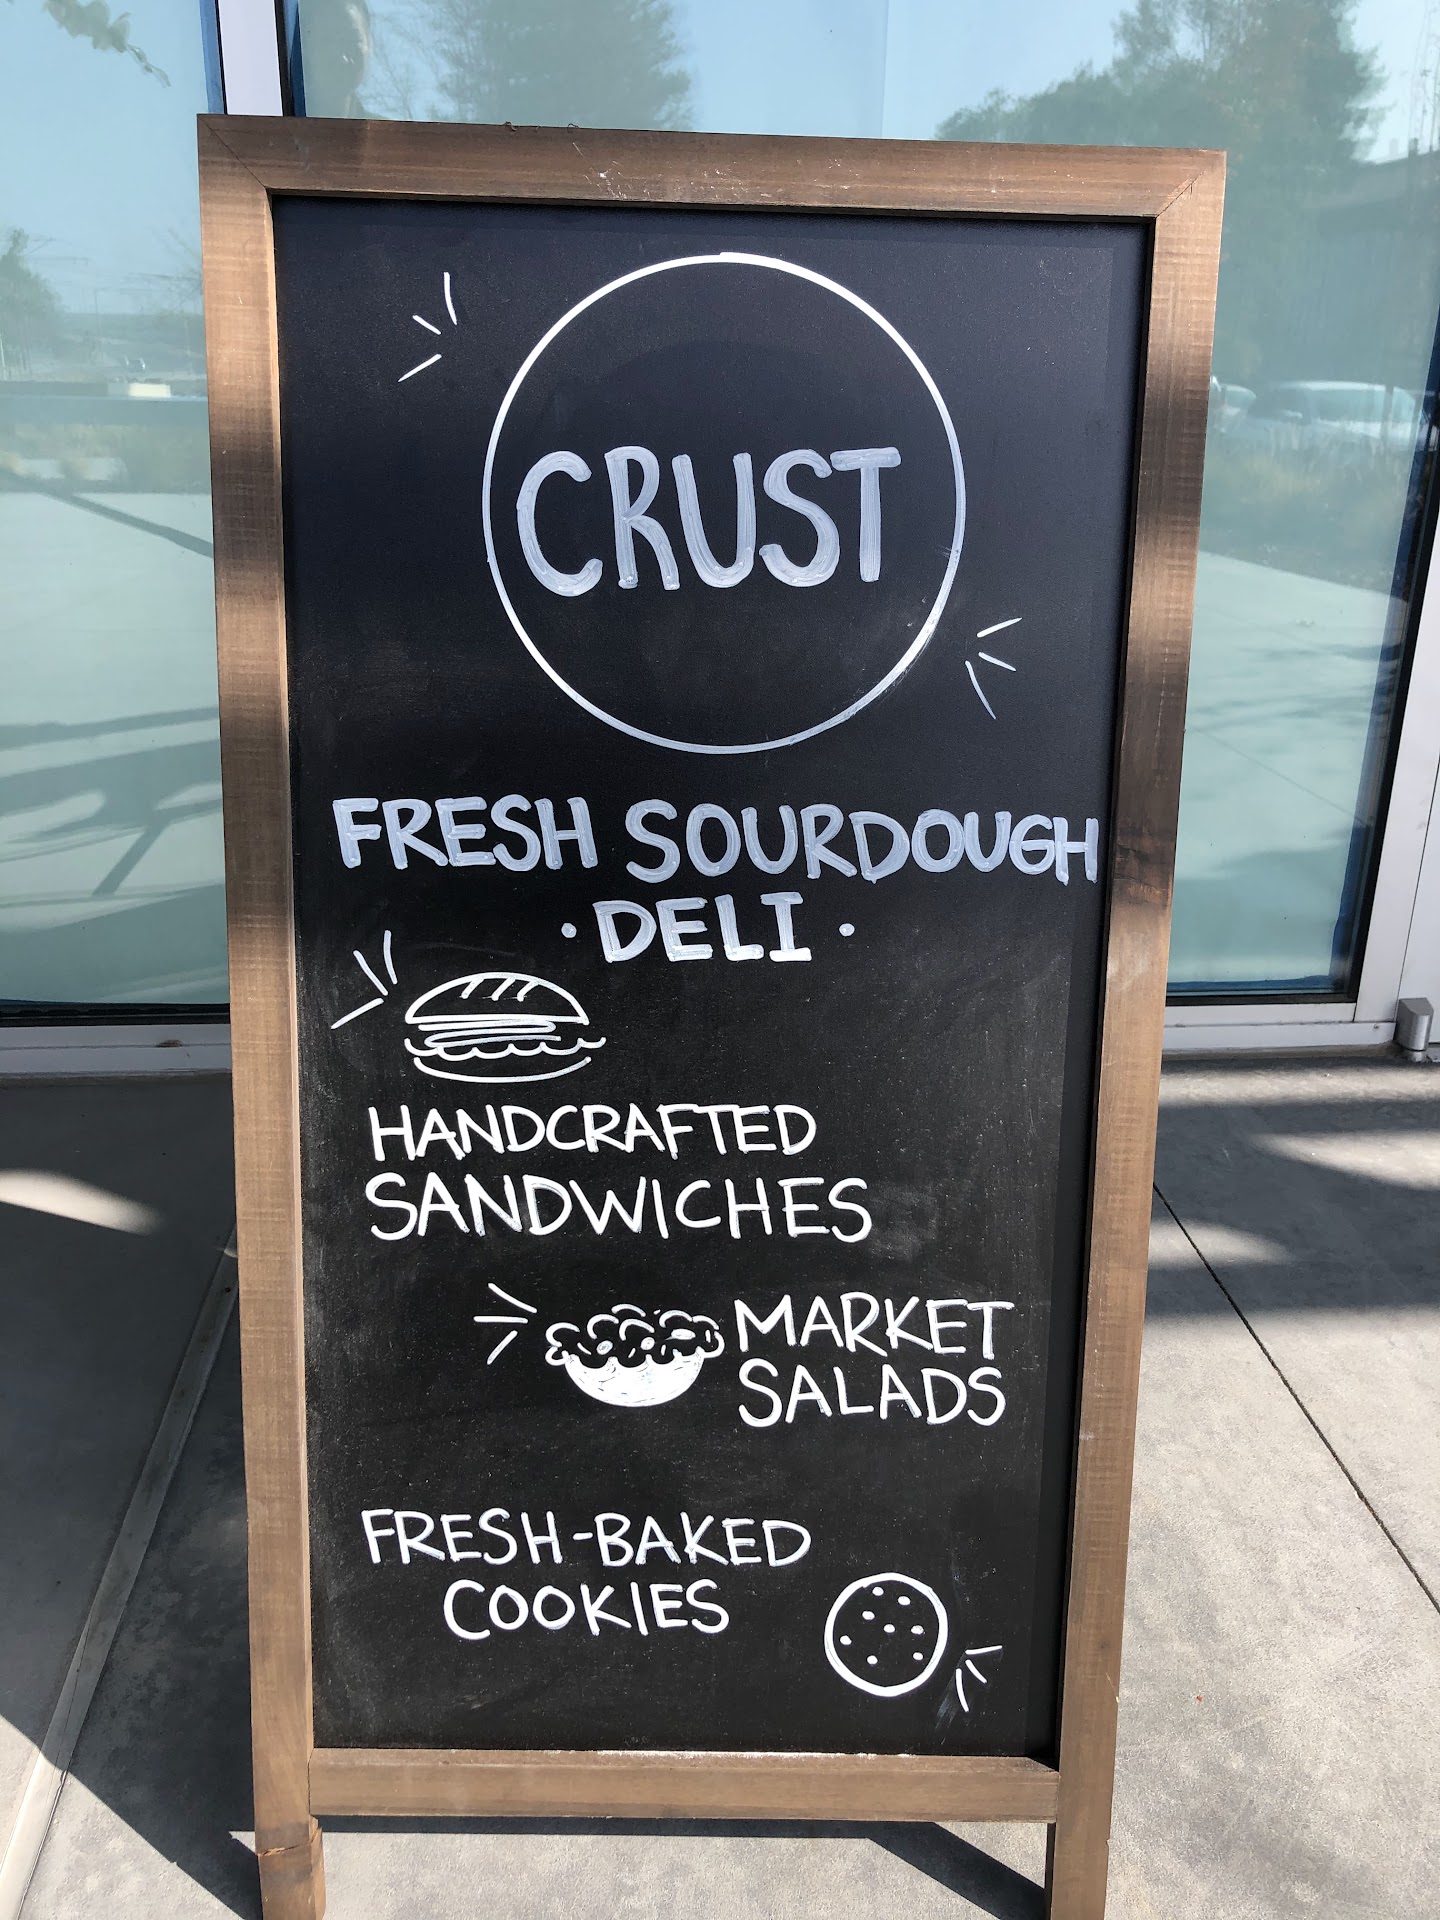 CRUST
FRESH SOURDOUGH
· DELI ·
HANDCRAFTED
SANDWICHES
MARKET
SALADS
FRESH-BAKED
COOKIES